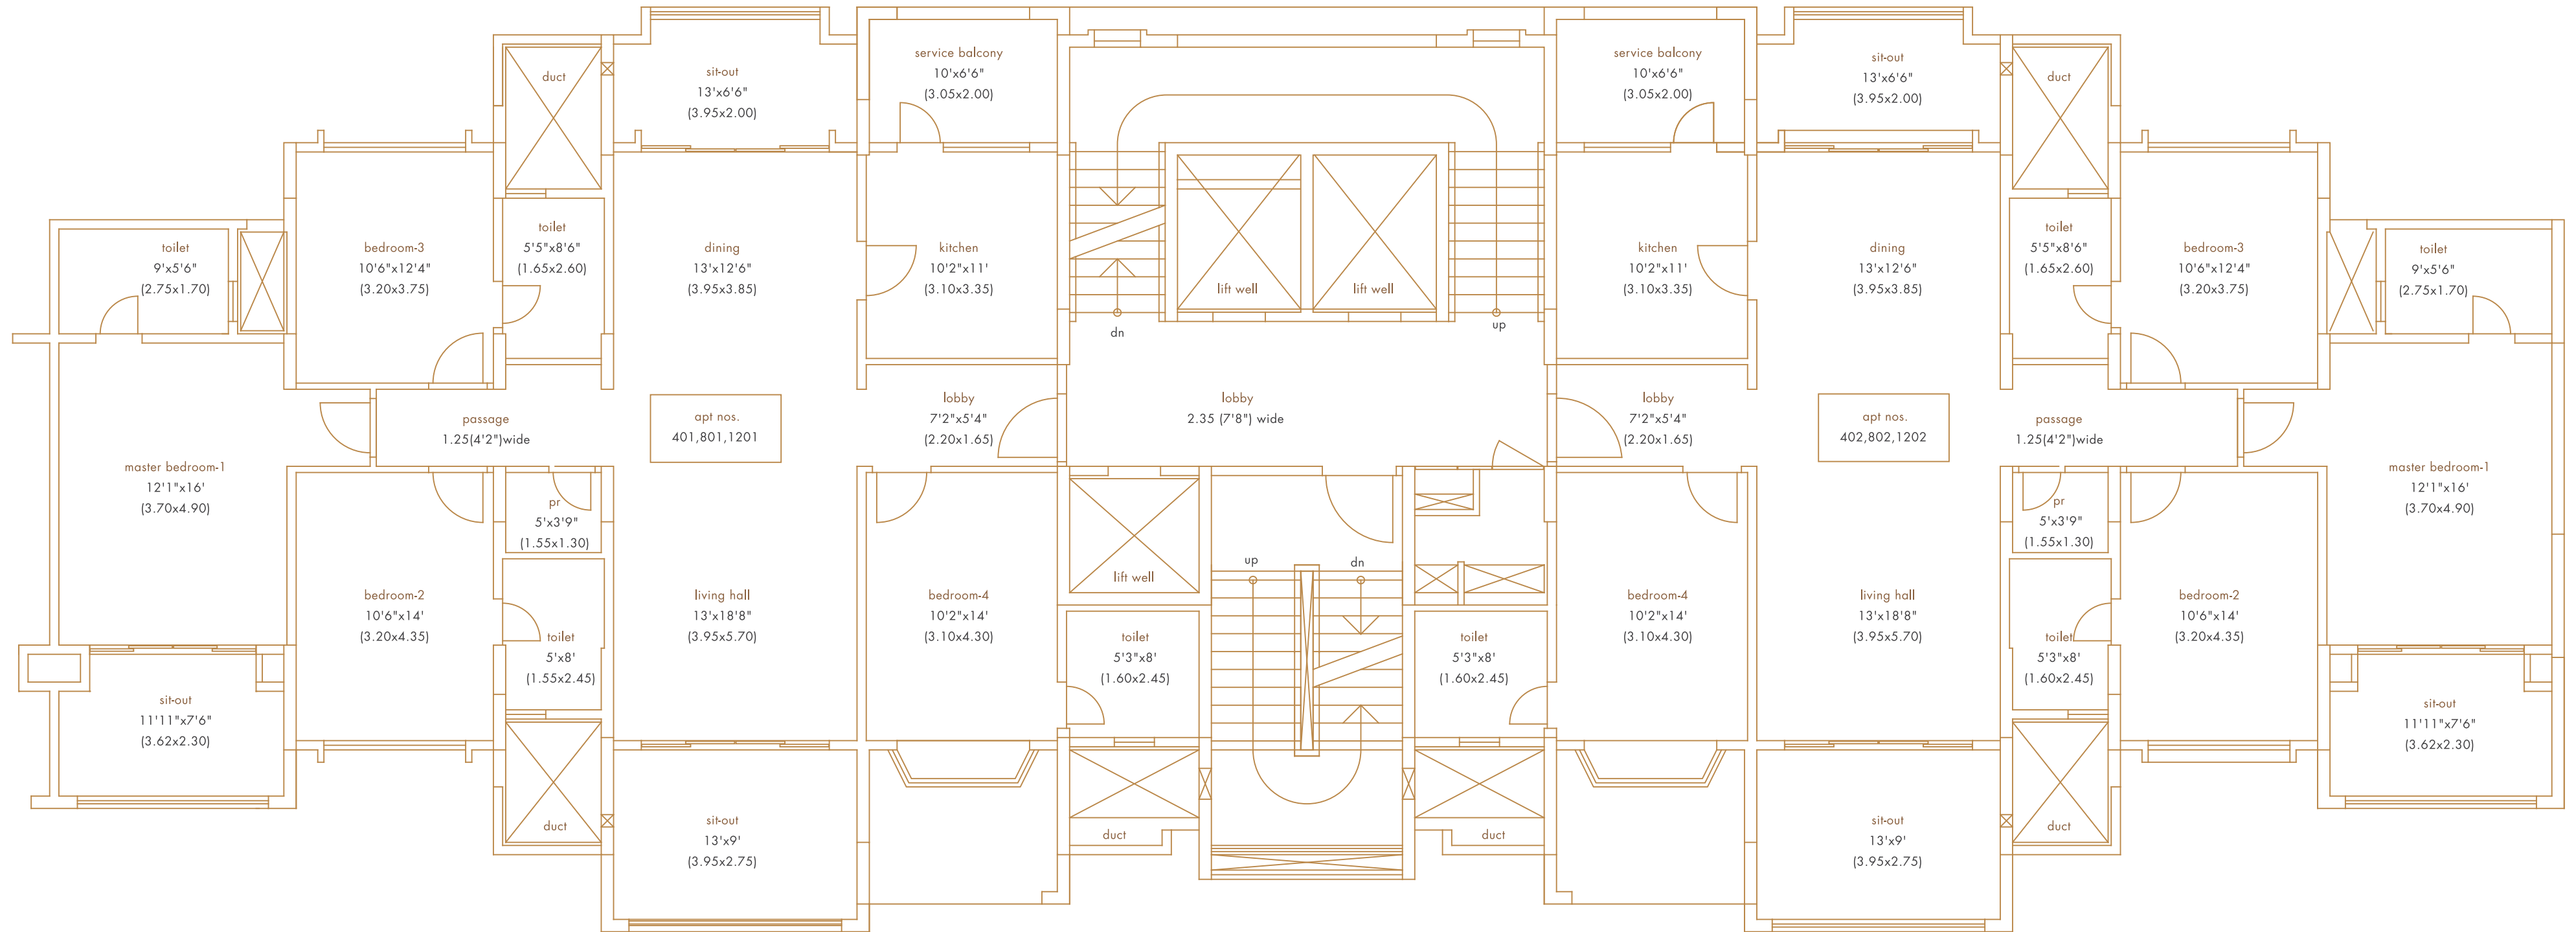 duct
sit-out
13'x6'6"
(3.95x2.00)
service balcony
10'x6'6"
(3.05x2.00)
service balcony
10'x6'6"
(3.05x2.00)
sit-out
13'x6'6"
(3.95x2.00)
duct
toilet
9'x5'6"
(2.75x1.70)
bedroom-3
10'6"x12'4"
(3.20x3.75)
toilet
5'5"x8'6"
(1.65x2.60)
dining
13'x12'6"
(3.95x3.85)
kitchen
10'2"x11'
(3.10x3.35)
dn
lift well
lift well
up
kitchen
10'2"x11'
(3.10x3.35)
dining
13'x12'6"
(3.95x3.85)
toilet
5'5"x8'6"
(1.65x2.60)
bedroom-3
10'6"x12'4"
(3.20x3.75)
toilet
9'x5'6"
(2.75x1.70)
passage
1.25(4'2")wide
apt nos.
401,801,1201
lobby
7'2"x5'4"
(2.20x1.65)
lobby
2.35 (7'8") wide
lobby
7'2"x5'4"
(2.20x1.65)
apt nos.
402,802,1202
passage
1.25(4'2")wide
master bedroom-1
12'1"x16'
(3.70x4.90)
pr
5'x3'9"
(1.55x1.30)
pr
5'x3'9"
(1.55x1.30)
master bedroom-1
12'1"x16'
(3.70x4.90)
bedroom-2
10'6"x14'
(3.20x4.35)
toilet
5'x8'
(1.55x2.45)
living hall
13'x18'8"
(3.95x5.70)
bedroom-4
10'2"x14'
(3.10x4.30)
lift well
up
dn
toilet
5'3"x8'
(1.60x2.45)
toilet
5'3"x8'
(1.60x2.45)
bedroom-4
10'2"x14'
(3.10x4.30)
living hall
13'x18'8"
(3.95x5.70)
toilet
5'3"x8'
(1.60x2.45)
bedroom-2
10'6"x14'
(3.20x4.35)
sit-out
11'11"x7'6"
(3.62x2.30)
sit-out
11'11"x7'6"
(3.62x2.30)
duct
sit-out
13'x9'
(3.95x2.75)
duct
duct
sit-out
13'x9'
(3.95x2.75)
duct